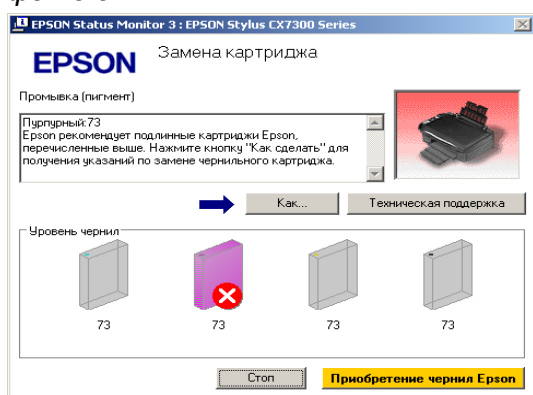 EPSON Status Monitor 3 : EPSON Stylus CX7300 Series
EPSON
Замена картриджа
Промывка (пигмент)
Пурпурный:73
Epson рекомендует подлинные картриджи Epson,
перечисленные выше. Нажмите кнопку "Как сделать" для
получения указаний по замене чернильного картриджа.
Как...
Техническая поддержка
Уровень чернил
73
73
73
73
Стоп
Приобретение чернил Epson